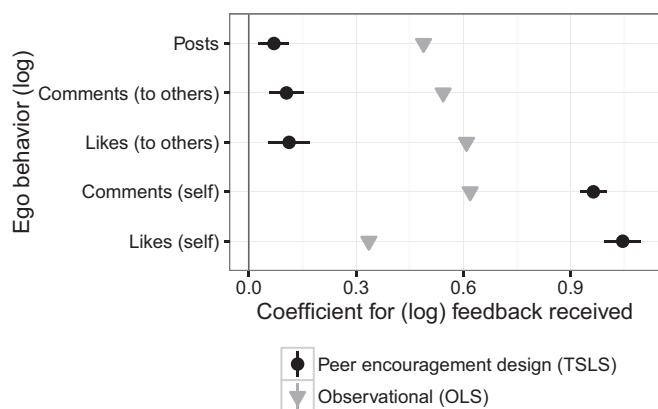 Ego behavior (log)
Posts
Comments (to others)
Likes (to others)
Comments (self)
Likes (self)
0.0 0.3 0.6 0.9
Coefficient for (log) feedback received
Peer encouragement design (TSLS)
Observational (OLS)